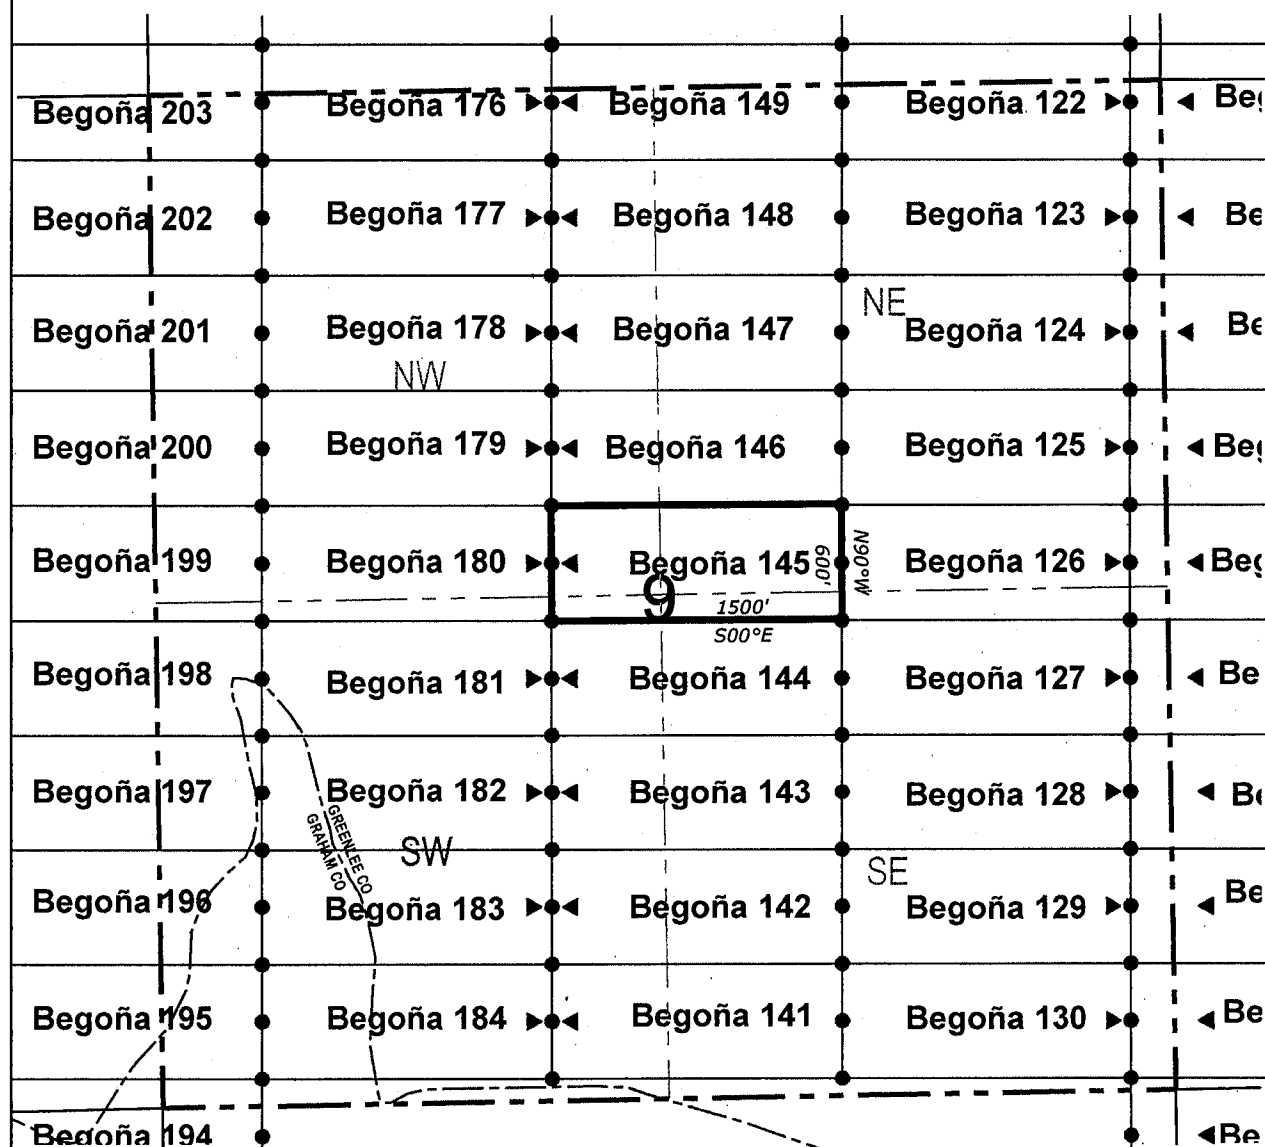 Begoña 203
Begoña 176
Begoña 149
Begoña 122
Begoña 202
Begoña 177
Begoña 148
Begoña 123
NE
Begoña 201
Begoña 178
Begoña 147
Begoña 124
NW
Begoña 200
Begoña 179
Begoña 146
Begoña 125
Begoña 199
Begoña 180
Begoña 145
600'
N90°W
Begoña 126
9
1500'
S00°E
Begoña 198
Begoña 181
Begoña 144
Begoña 127
Begoña 197
Begoña 182
Begoña 143
Begoña 128
GREENLEE CO
GRAHAM CO
SW
SE
Begoña 196
Begoña 183
Begoña 142
Begoña 129
Begoña 195
Begoña 184
Begoña 141
Begoña 130
Begoña 194